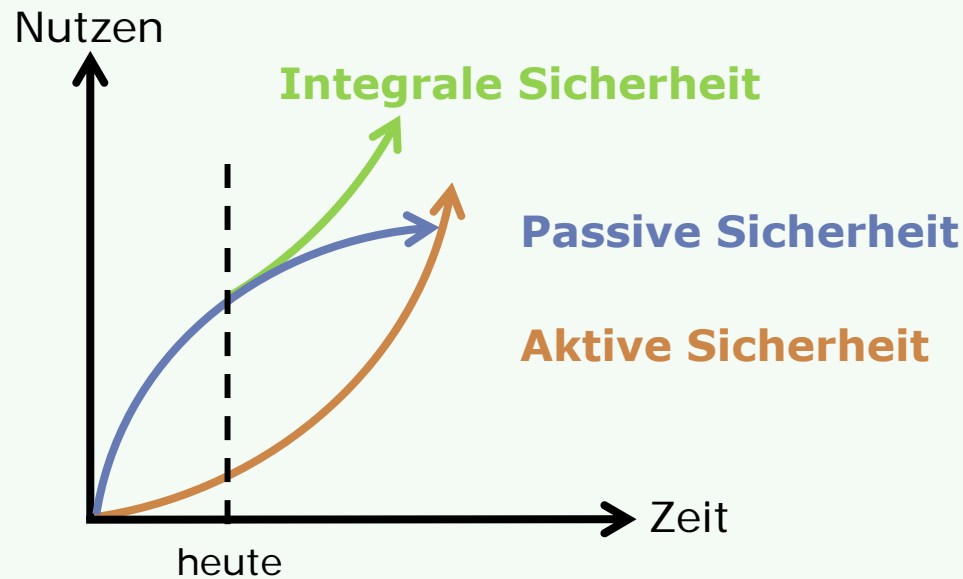 Nutzen
Integrale Sicherheit
Passive Sicherheit
Aktive Sicherheit
Zeit
heute